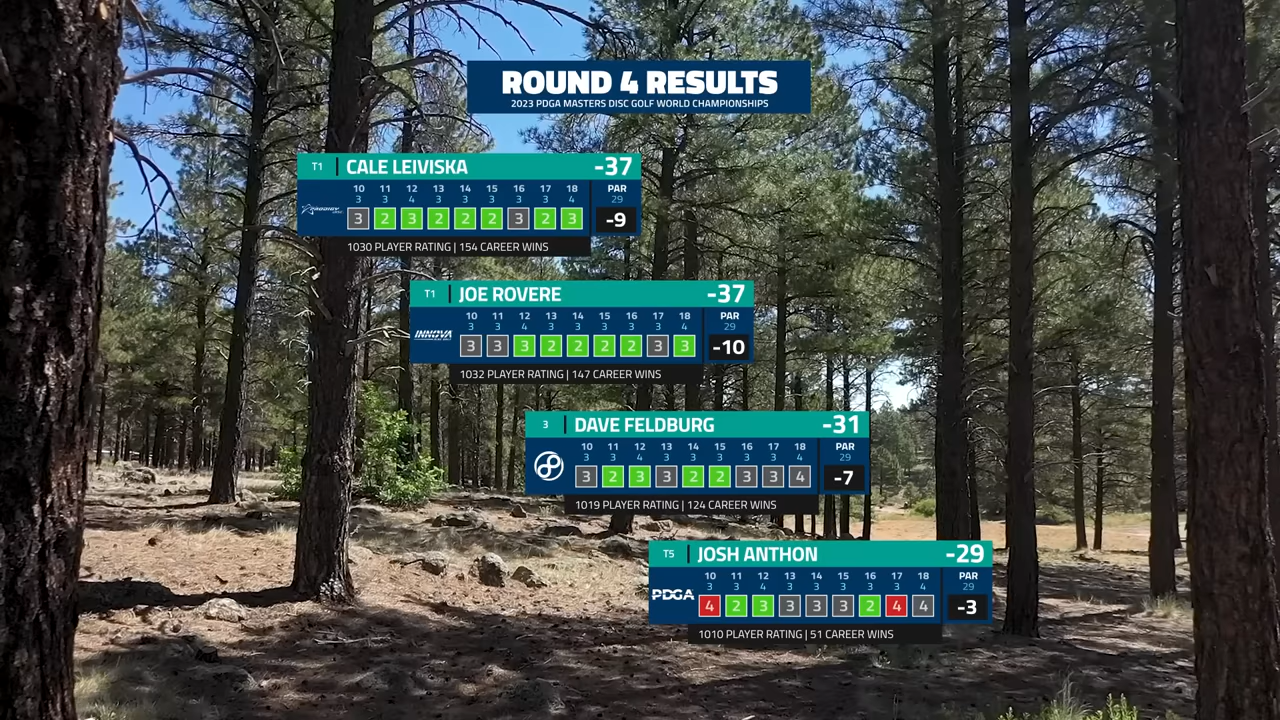 ROUND 4 RESULTS
2023 PDGA MASTERS DISC GOLF WORLD CHAMPIONSHIPS
T1 | CALE LEIVISKA -37
10 11 12 13 14 15 16 17 18 PAR
3 3 4 3 3 3 3 3 4 29
PRODIGY 3 2 3 2 2 2 3 2 3 -9
1030 PLAYER RATING | 154 CAREER WINS
T1 | JOE ROVERE -37
10 11 12 13 14 15 16 17 18 PAR
3 3 4 3 3 3 3 3 4 29
INNOVA 3 3 3 2 2 2 2 3 3 -10
1032 PLAYER RATING | 147 CAREER WINS
3 | DAVE FELDBURG -31
10 11 12 13 14 15 16 17 18 PAR
3 3 4 3 3 3 3 3 4 29
3 2 3 3 2 2 3 3 4 -7
1019 PLAYER RATING | 124 CAREER WINS
T5 | JOSH ANTHON -29
10 11 12 13 14 15 16 17 18 PAR
3 3 4 3 3 3 3 3 4 29
PDGA 4 2 3 3 3 3 2 4 4 -3
1010 PLAYER RATING | 51 CAREER WINS